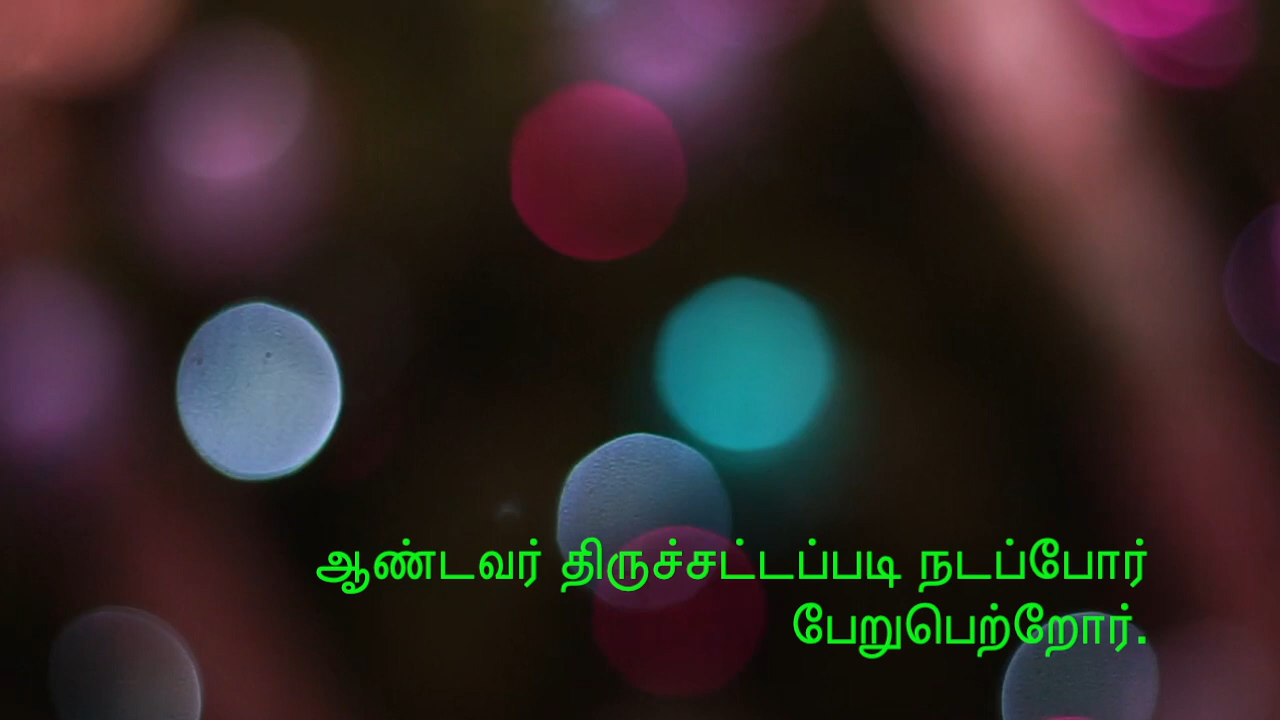 ஆண்டவர் திருச்சட்டப்படி நடப்போர்
பேறுபெற்றோர்.